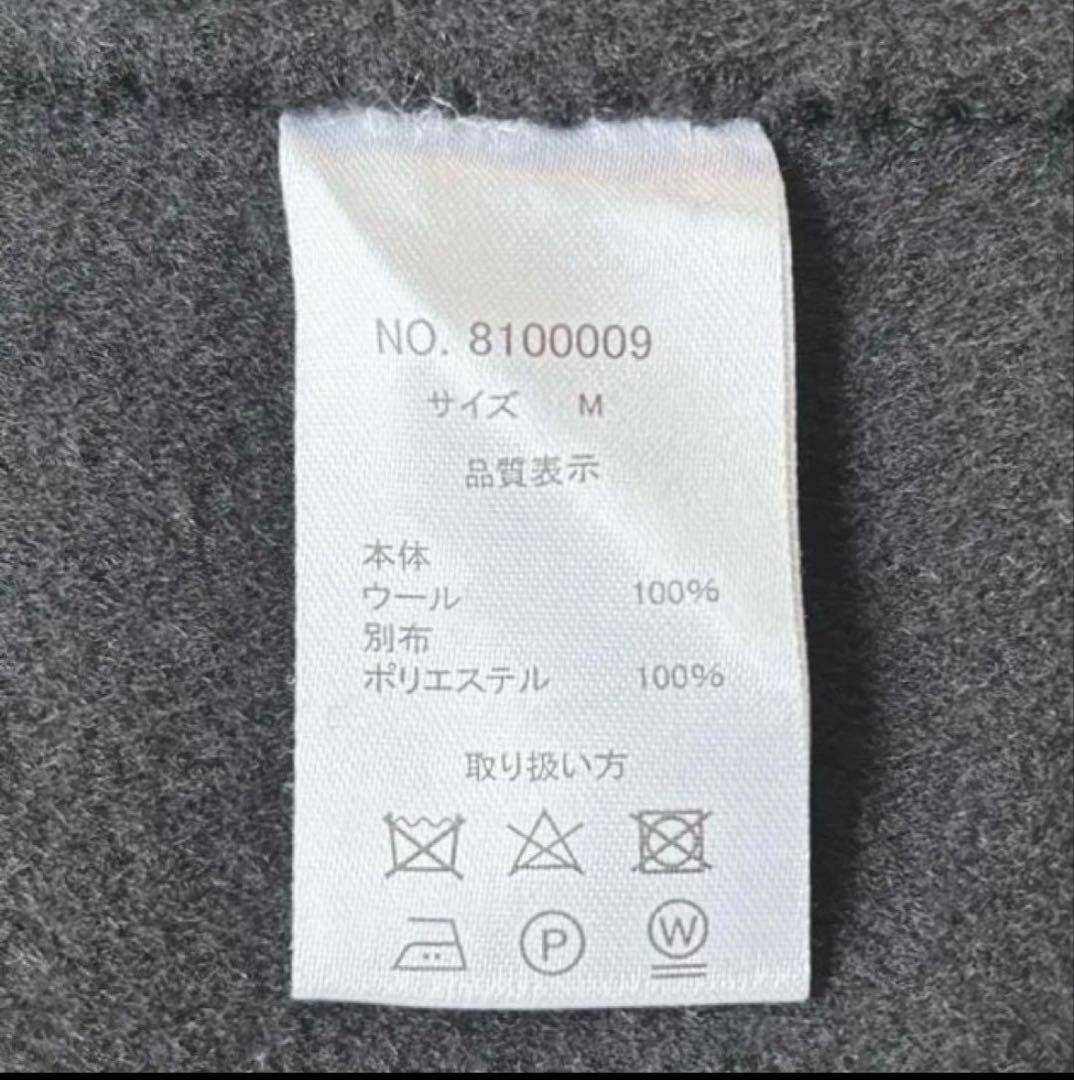 NO. 8100009
サイズ M
品質表示
本体
ウール 100%
別布
ポリエステル 100%
取り扱い方
P W